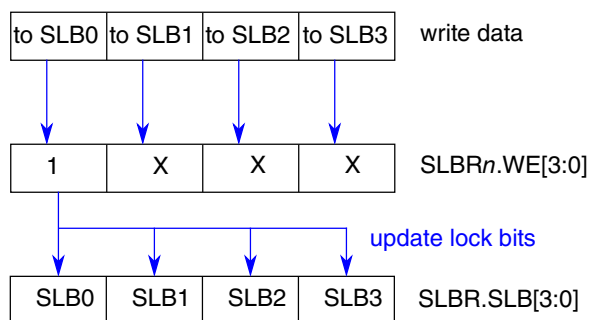 to SLB0 to SLB1 to SLB2 to SLB3 write data
1 X X X SLBRn.WE[3:0]
update lock bits
SLB0 SLB1 SLB2 SLB3 SLBR.SLB[3:0]